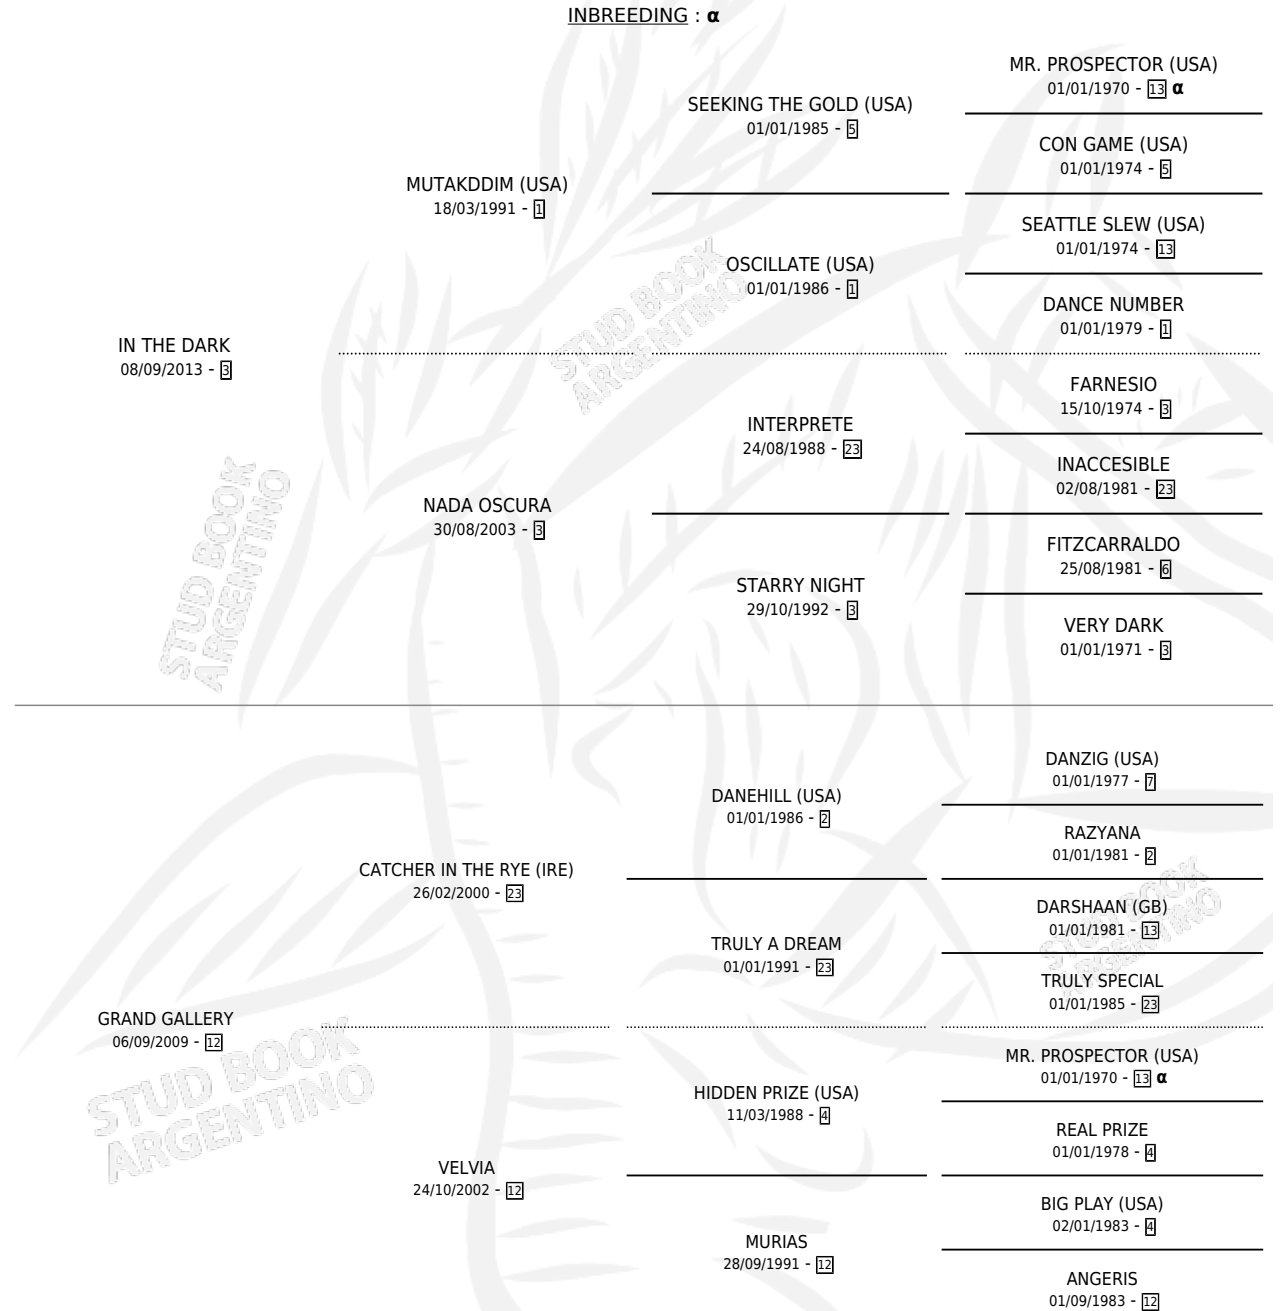 INBREEDING : α
MR. PROSPECTOR (USA)
01/01/1970 - 13 α
SEEKING THE GOLD (USA)
01/01/1985 - 5
CON GAME (USA)
01/01/1974 - 5
MUTAKDDIM (USA)
18/03/1991 - 1
SEATTLE SLEW (USA)
01/01/1974 - 13
OSCILLATE (USA)
01/01/1986 - 1
DANCE NUMBER
01/01/1979 - 1
IN THE DARK
08/09/2013 - 3
FARNESIO
15/10/1974 - 3
INTERPRETE
24/08/1988 - 23
INACCESIBLE
02/08/1981 - 23
NADA OSCURA
30/08/2003 - 3
FITZCARRALDO
25/08/1981 - 6
STARRY NIGHT
29/10/1992 - 3
VERY DARK
01/01/1971 - 3
DANZIG (USA)
01/01/1977 - 7
DANEHILL (USA)
01/01/1986 - 2
RAZYANA
01/01/1981 - 2
CATCHER IN THE RYE (IRE)
26/02/2000 - 23
DARSHAAN (GB)
01/01/1981 - 13
TRULY A DREAM
01/01/1991 - 23
TRULY SPECIAL
01/01/1985 - 23
GRAND GALLERY
06/09/2009 - 12
MR. PROSPECTOR (USA)
01/01/1970 - 13 α
HIDDEN PRIZE (USA)
11/03/1988 - 4
REAL PRIZE
01/01/1978 - 4
VELVIA
24/10/2002 - 12
BIG PLAY (USA)
02/01/1983 - 4
MURIAS
28/09/1991 - 12
ANGERIS
01/09/1983 - 12
STUD BOOK
ARGENTINO
STUD BOOK
ARGENTINO
STUD BOOK
ARGENTINO
STUD BOOK
ARGENTINO